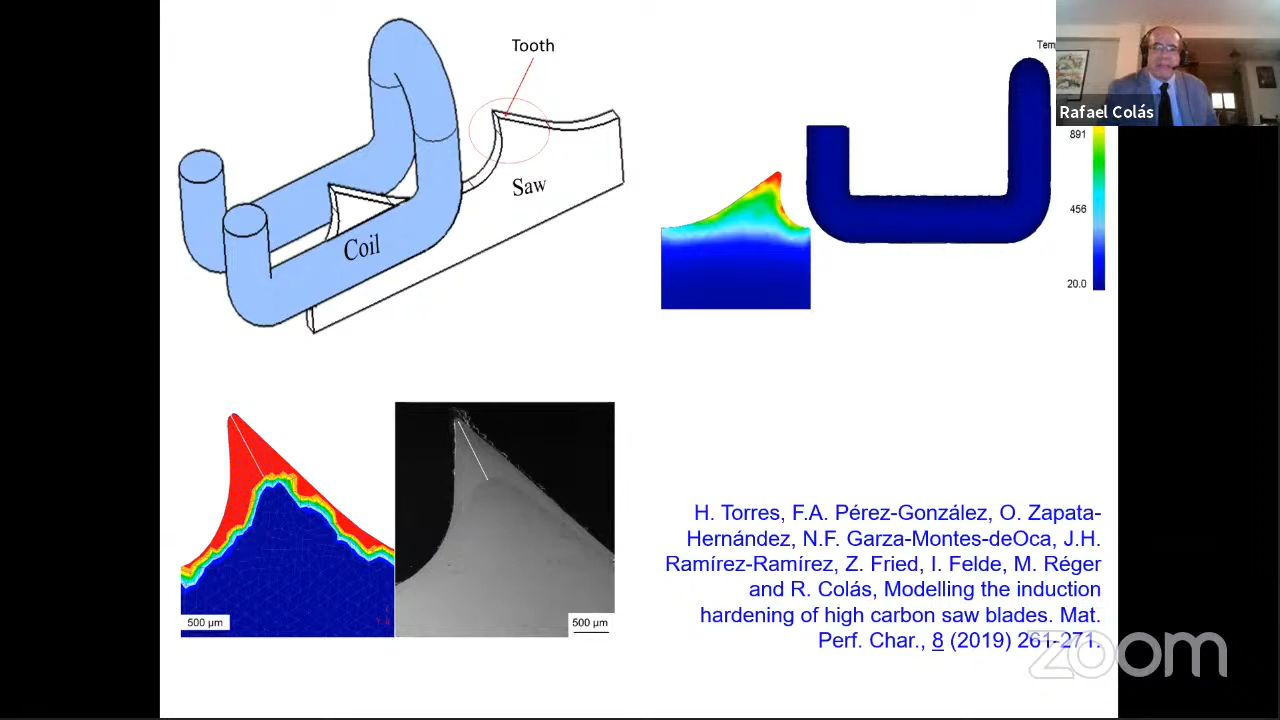 Tooth
Saw
Coil
Tem
Rafael Colás
891
456
20.0
500 µm
500 µm
H. Torres, F.A. Pérez-González, O. Zapata-
Hernández, N.F. Garza-Montes-deOca, J.H.
Ramírez-Ramírez, Z. Fried, I. Felde, M. Réger
and R. Colás, Modelling the induction
hardening of high carbon saw blades. Mat.
Perf. Char., 8 (2019) 261-271.
zoom